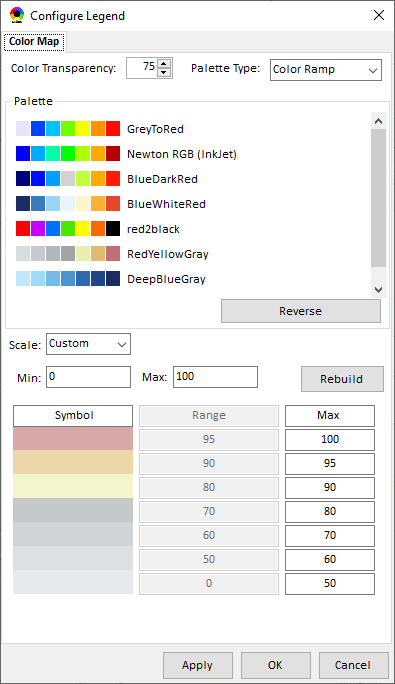 Configure Legend
Color Map
Color Transparency: 75 Palette Type: Color Ramp
Palette
GreyToRed
Newton RGB (InkJet)
BlueDarkRed
BlueWhiteRed
red2black
RedYellowGray
DeepBlueGray
Reverse
Scale: Custom
Min: 0 Max: 100 Rebuild
Symbol Range Max
95 100
90 95
80 90
70 80
60 70
50 60
0 50
Apply OK Cancel